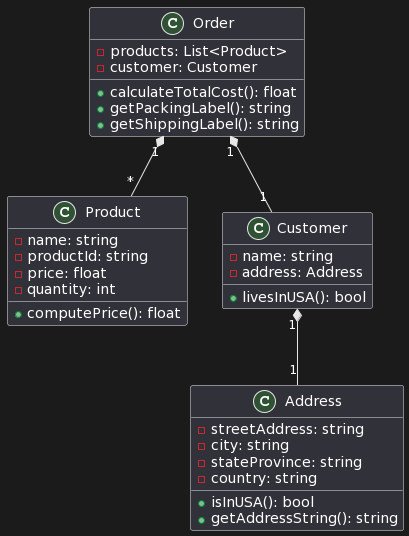 C Order
products: List<Product>
customer: Customer
calculateTotalCost(): float
getPackingLabel(): string
getShippingLabel(): string
1
1
*
1
C Product
name: string
productId: string
price: float
quantity: int
computePrice(): float
C Customer
name: string
address: Address
livesInUSA(): bool
1
1
C Address
streetAddress: string
city: string
stateProvince: string
country: string
isInUSA(): bool
getAddressString(): string